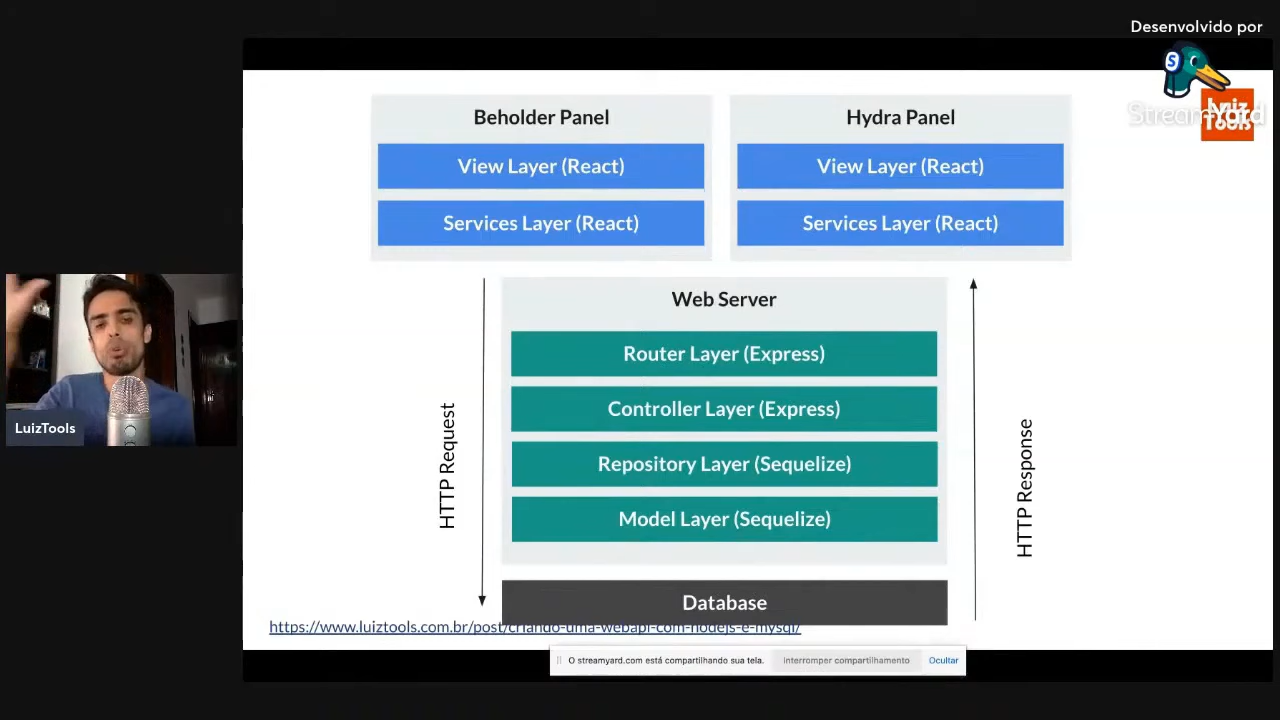 Desenvolvido por
StreamYard
Luiz
Tools
Beholder Panel
Hydra Panel
View Layer (React)
View Layer (React)
Services Layer (React)
Services Layer (React)
Web Server
Router Layer (Express)
Controller Layer (Express)
Repository Layer (Sequelize)
Model Layer (Sequelize)
HTTP Request
HTTP Response
Database
https://www.luiztools.com.br/post/criando-uma-webapi-com-nodejs-e-mysql/
LuizTools
O streamyard.com está compartilhando sua tela.
Interromper compartilhamento
Ocultar